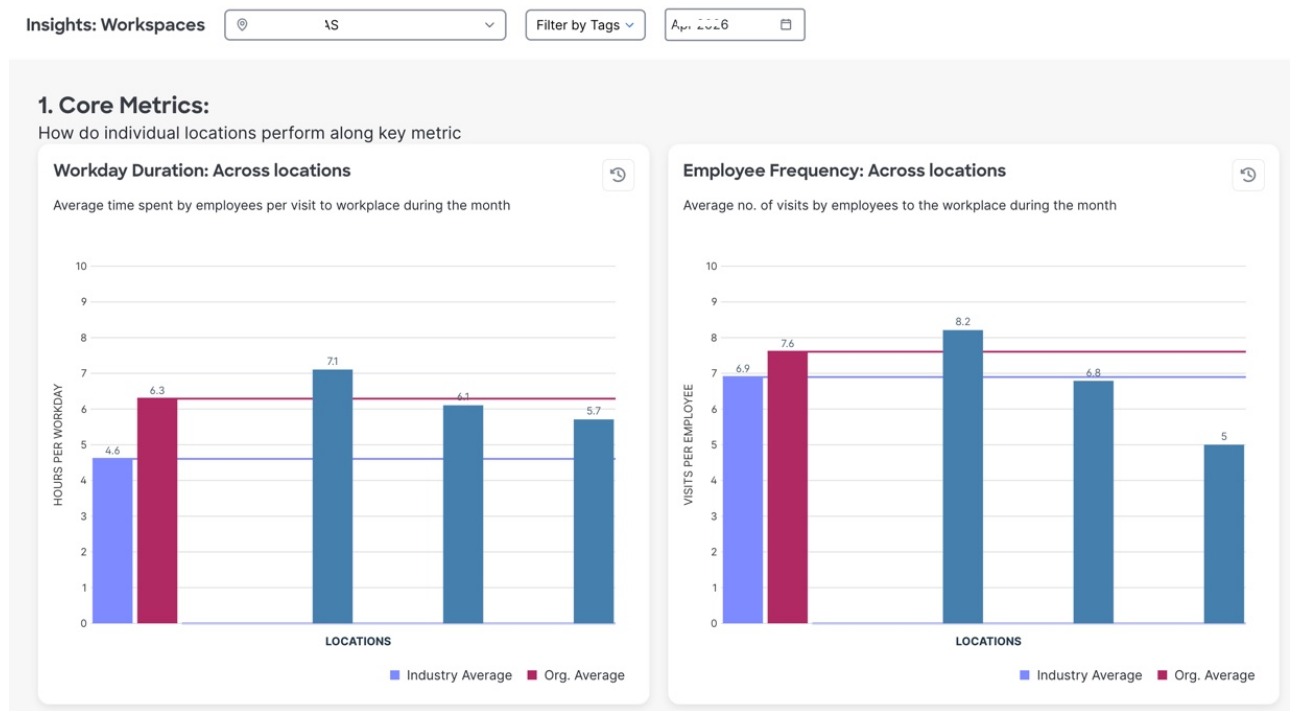 Insights: Workspaces
AS
Filter by Tags
1. Core Metrics:
How do individual locations perform along key metric
Workday Duration: Across locations
Average time spent by employees per visit to workplace during the month
HOURS PER WORKDAY
10
9
8
7
6
5
4
3
2
1
0
4.6
6.3
7.1
6.1
5.7
LOCATIONS
Industry Average Org. Average
Employee Frequency: Across locations
Average no. of visits by employees to the workplace during the month
VISITS PER EMPLOYEE
10
9
8
7
6
5
4
3
2
1
0
6.9
7.6
8.2
6.8
5
LOCATIONS
Industry Average Org. Average